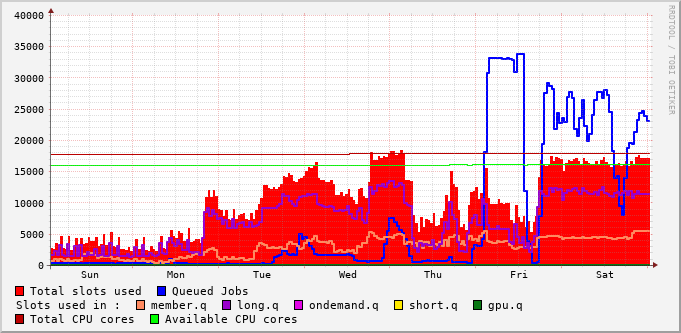 40000
35000
30000
25000
20000
15000
10000
5000
0
Sun Mon Tue Wed Thu Fri Sat
RRDTOOL / TOBI OETIKER
Total slots used Queued Jobs
Slots used in : member.q long.q ondemand.q short.q gpu.q
Total CPU cores Available CPU cores